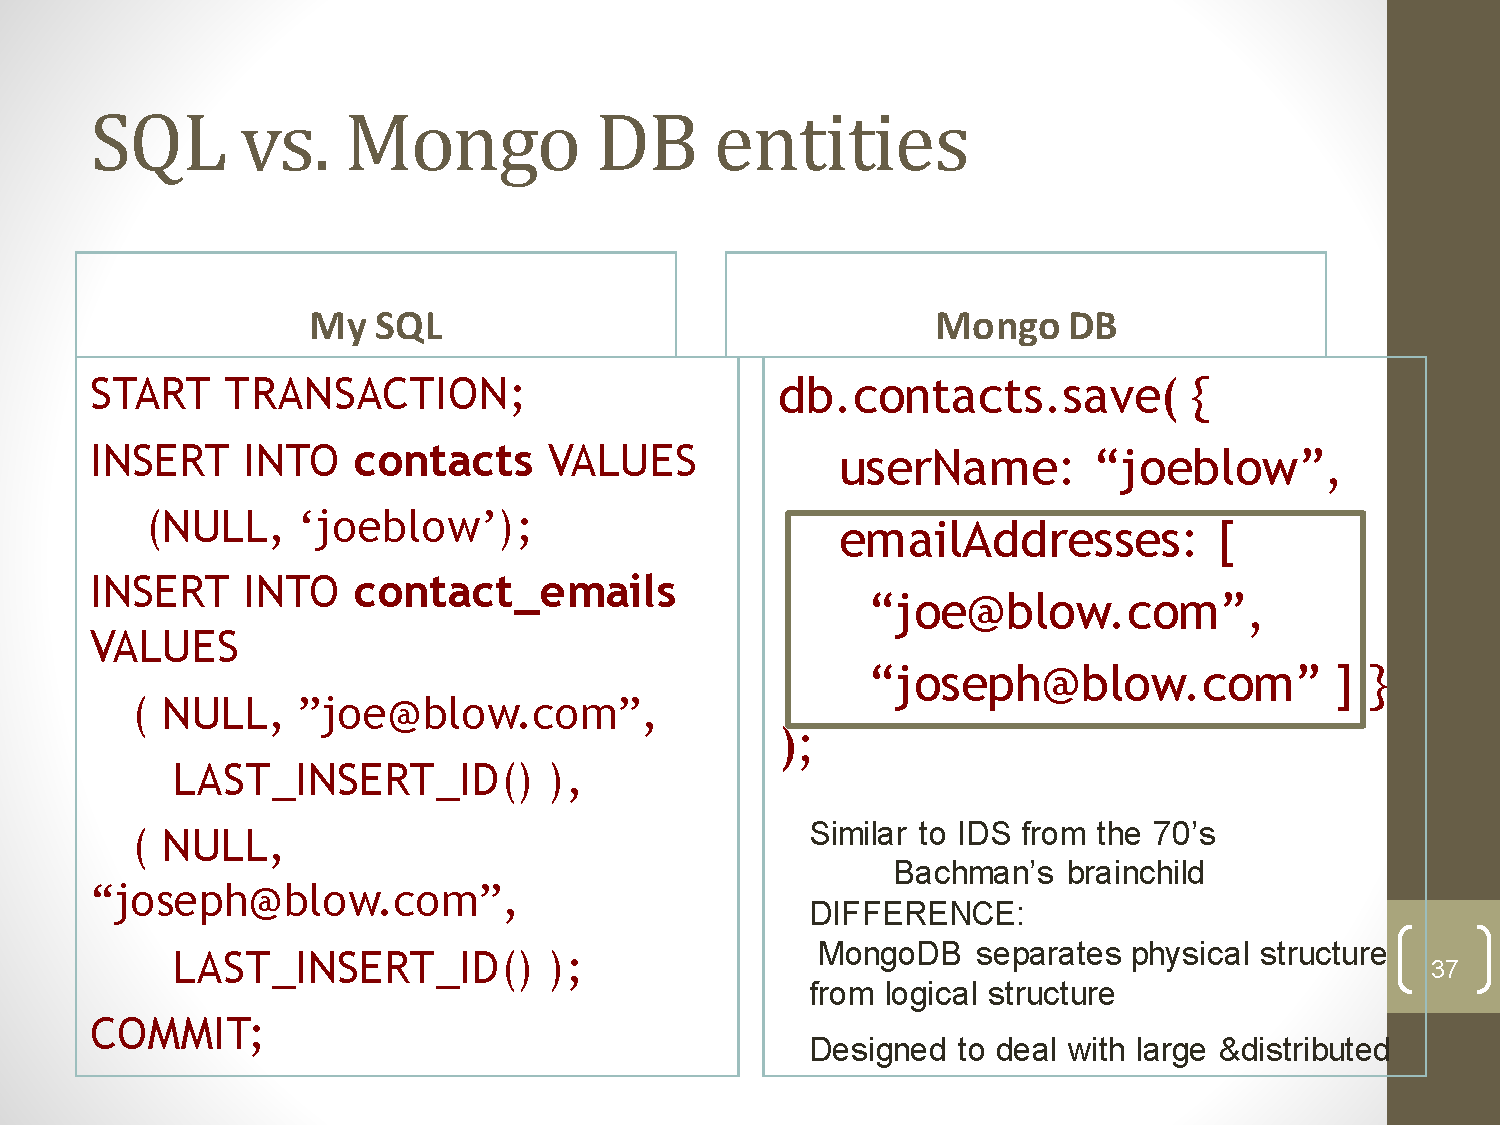 SQL vs. Mongo DB entities
My SQL
START TRANSACTION;
INSERT INTO contacts VALUES
(NULL, ‘joeblow’);
INSERT INTO contact_emails
VALUES
( NULL, ”joe@blow.com”,
LAST_INSERT_ID() ),
( NULL,
“joseph@blow.com”,
LAST_INSERT_ID() );
COMMIT;
Mongo DB
db.contacts.save( {
userName: “joeblow”,
emailAddresses: [
“joe@blow.com”,
“joseph@blow.com” ] }
);
Similar to IDS from the 70’s
Bachman’s brainchild
DIFFERENCE:
MongoDB separates physical structure
from logical structure
Designed to deal with large &distributed
37